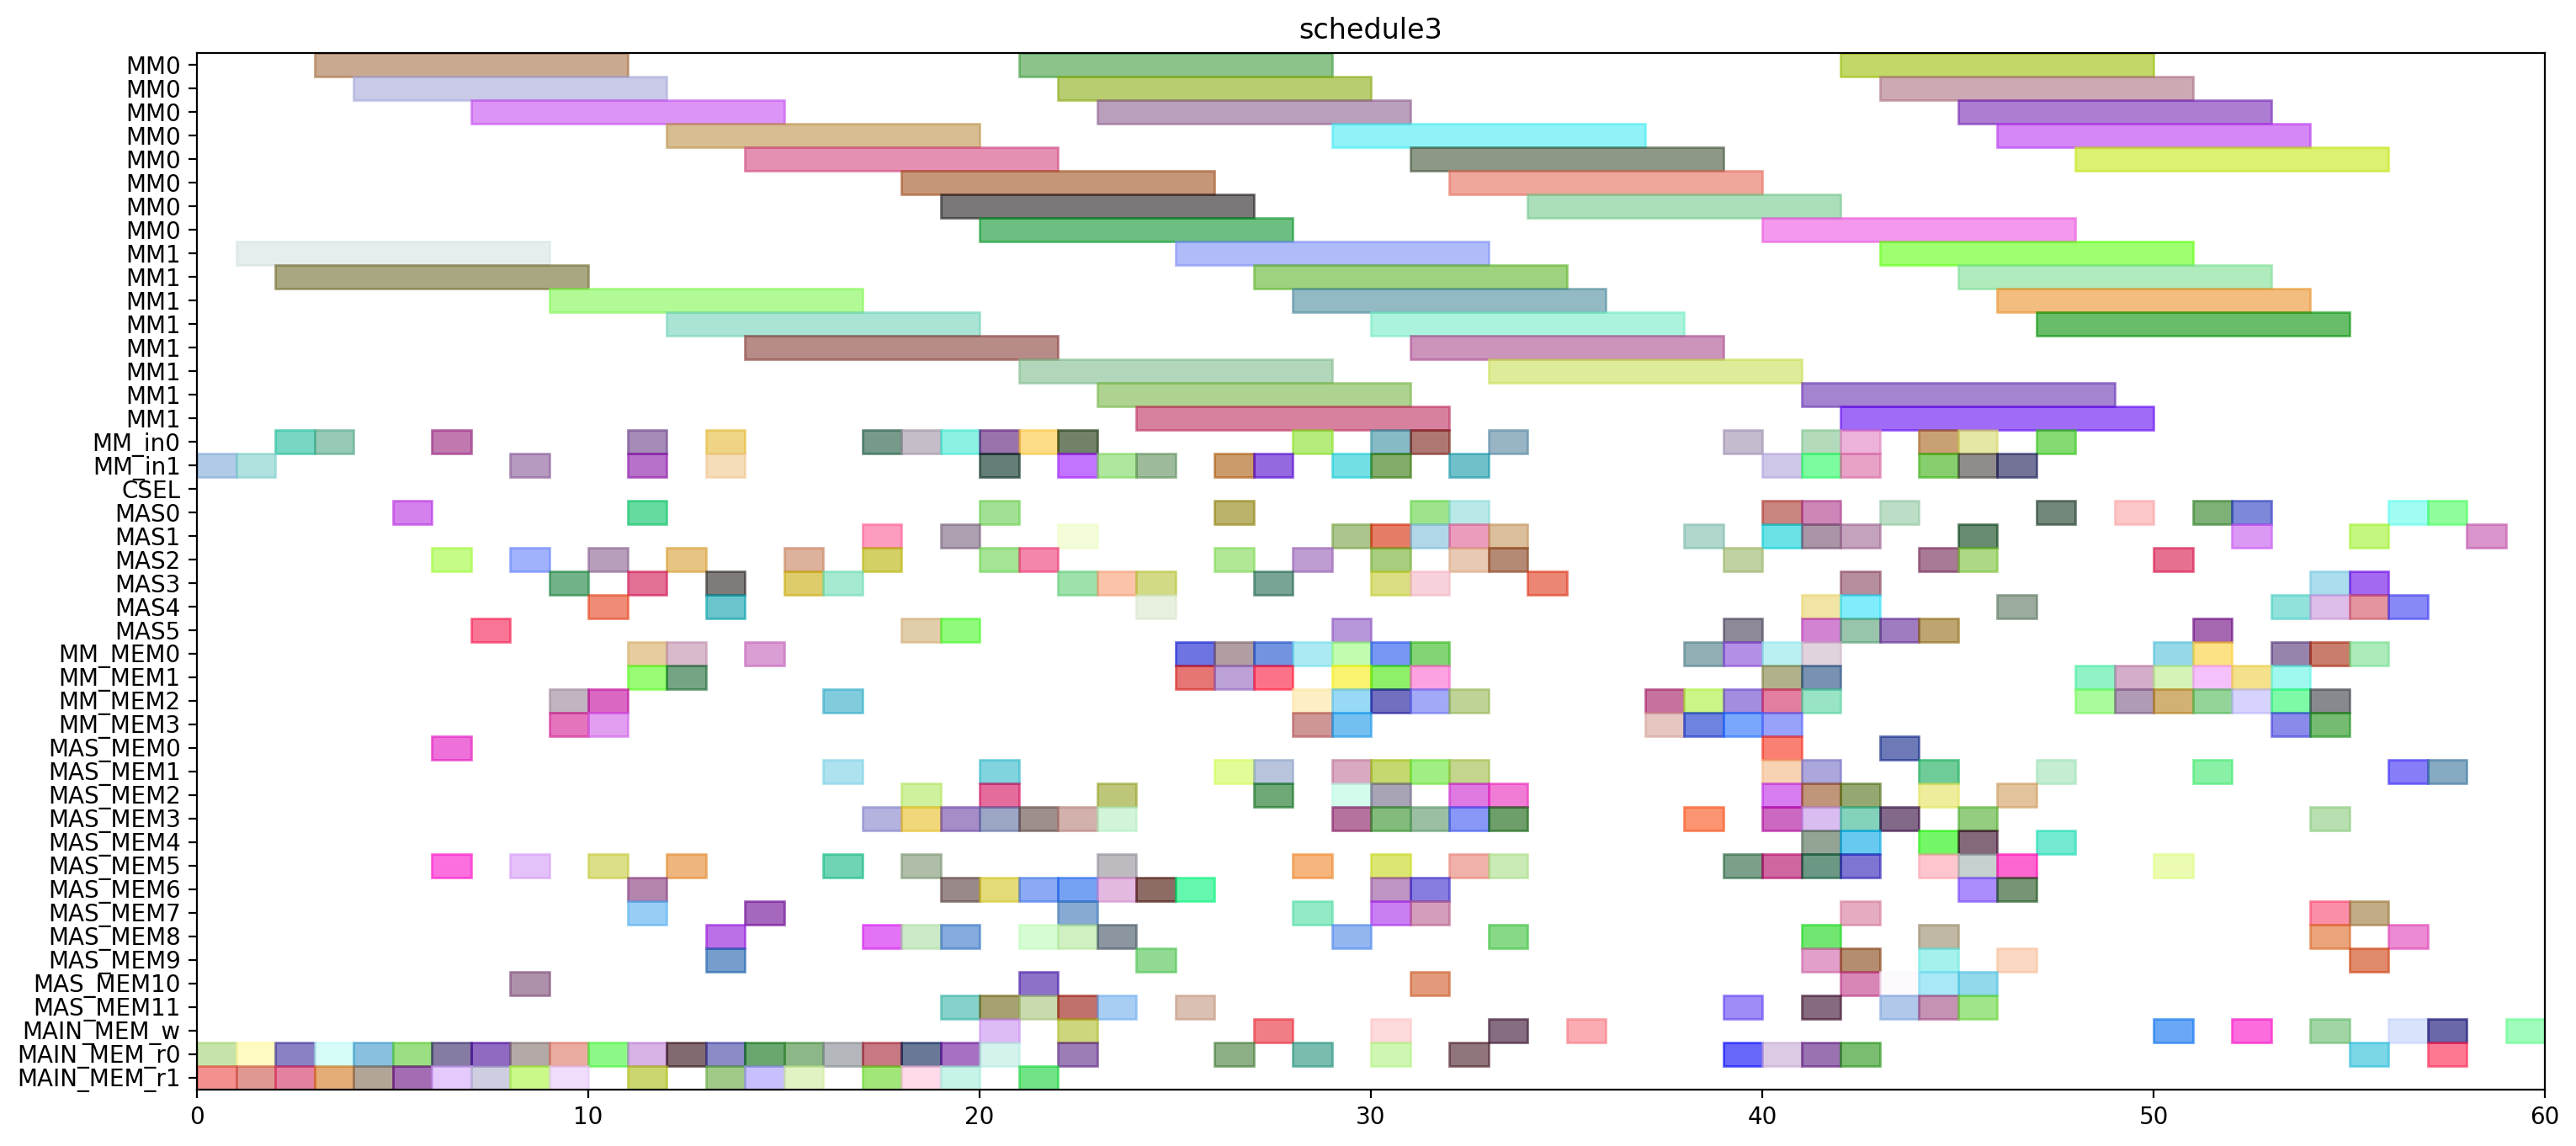 schedule3
MM0
MM0
MM0
MM0
MM0
MM0
MM0
MM0
MM1
MM1
MM1
MM1
MM1
MM1
MM1
MM1
MM_in0
MM_in1
CSEL
MAS0
MAS1
MAS2
MAS3
MAS4
MAS5
MM_MEM0
MM_MEM1
MM_MEM2
MM_MEM3
MAS_MEM0
MAS_MEM1
MAS_MEM2
MAS_MEM3
MAS_MEM4
MAS_MEM5
MAS_MEM6
MAS_MEM7
MAS_MEM8
MAS_MEM9
MAS_MEM10
MAS_MEM11
MAIN_MEM_w
MAIN_MEM_r0
MAIN_MEM_r1
0 10 20 30 40 50 60